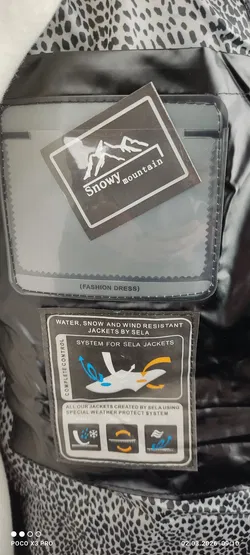 Snowy
mountain
(FASHION DRESS)
WATER, SNOW AND WIND RESISTANT
JACKETS BY SELA
SYSTEM FOR SELA JACKETS
COMPLETE CONTROL
ALL OUR JACKETS CREATED BY SELA USING
SPECIAL WEATHER PROTECT SYSTEM
POCO X3 PRO